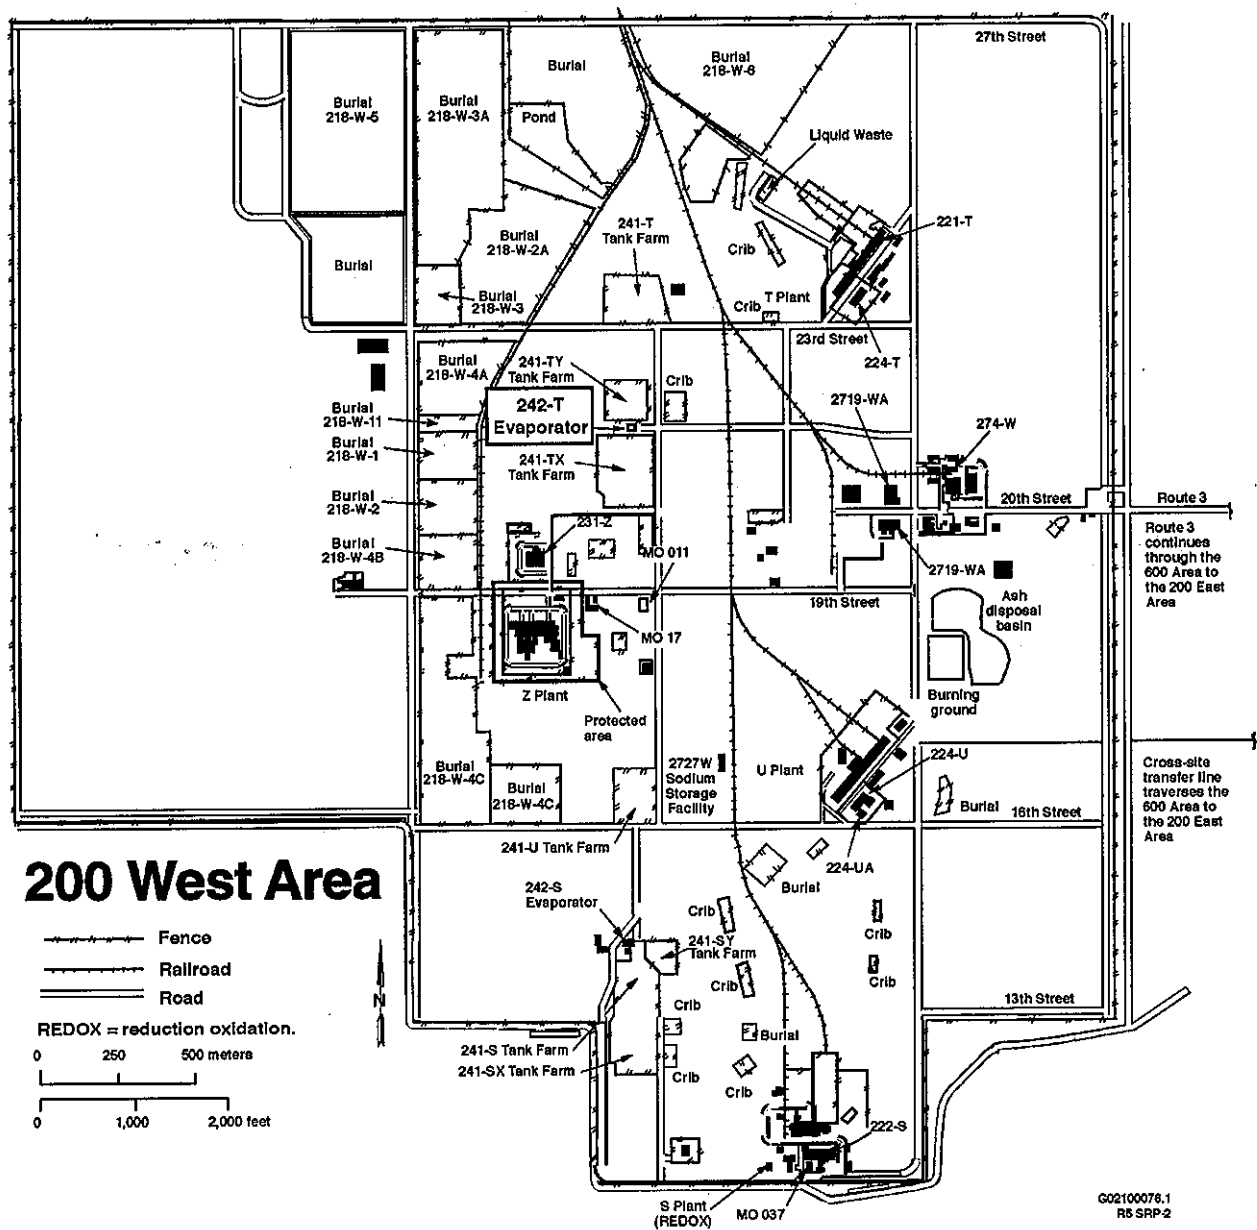 27th Street
Burial
218-W-5
Burial
218-W-3A
Burial
Pond
Burial
218-W-6
Liquid Waste
221-T
241-T
Tank Farm
Burial
218-W-2A
Crib
Burial
Burial
218-W-3
Crib
T Plant
23rd Street
224-T
Burial
218-W-4A
241-TY
Tank Farm
Crib
242-T
Evaporator
2719-WA
274-W
Burial
218-W-11
Burial
218-W-1
241-TX
Tank Farm
Burial
218-W-2
20th Street
Route 3
231-Z
Burial
218-W-4B
MO 011
2719-WA
Route 3
continues
through the
600 Area to
the 200 East
Area
19th Street
Ash
disposal
basin
MO 17
Z Plant
Protected
area
Burning
ground
Burial
218-W-4C
Burial
218-W-4C
2727W
Sodium
Storage
Facility
U Plant
224-U
Burial
16th Street
Cross-site
transfer line
traverses the
600 Area to
the 200 East
Area
241-U Tank Farm
224-UA
200 West Area
242-S
Evaporator
Burial
Crib
Crib
241-SY
Tank Farm
Crib
Crib
Fence
Railroad
Road
N
13th Street
Crib
Burial
REDOX = reduction oxidation.
0 250 500 meters
241-S Tank Farm
241-SX Tank Farm
Crib
Crib
0 1,000 2,000 feet
222-S
S Plant
(REDOX)
MO 037
G02100076.1
R5 SRP-2